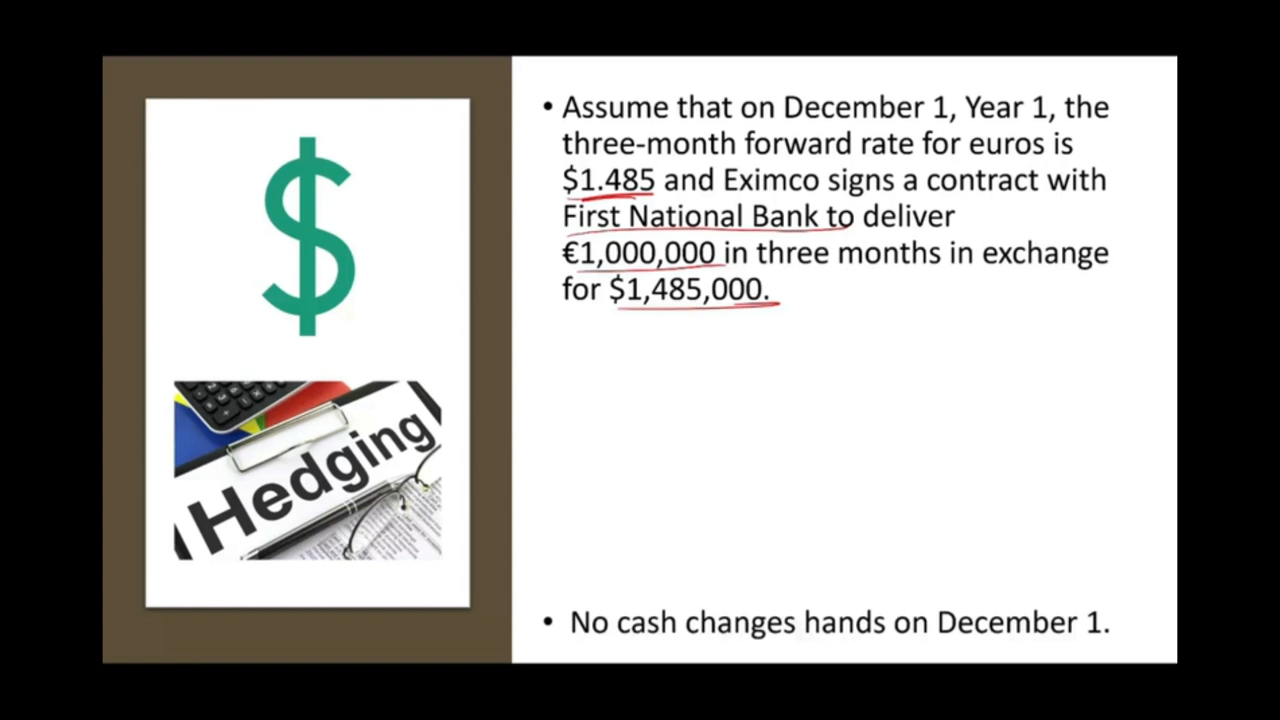 • Assume that on December 1, Year 1, the
three-month forward rate for euros is
$1.485 and Eximco signs a contract with
First National Bank to deliver
€1,000,000 in three months in exchange
for $1,485,000.
$
Hedging
• No cash changes hands on December 1.